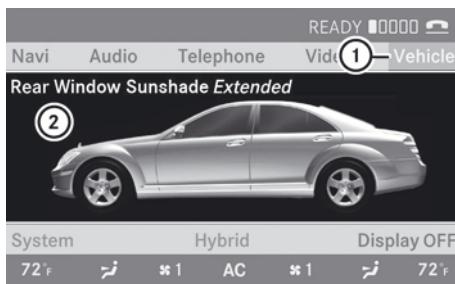 READY
Navi Audio Telephone Vide 1 Vehicle
Rear Window Sunshade Extended
2
System Hybrid Display OFF
72°F 1 AC 1 72°F